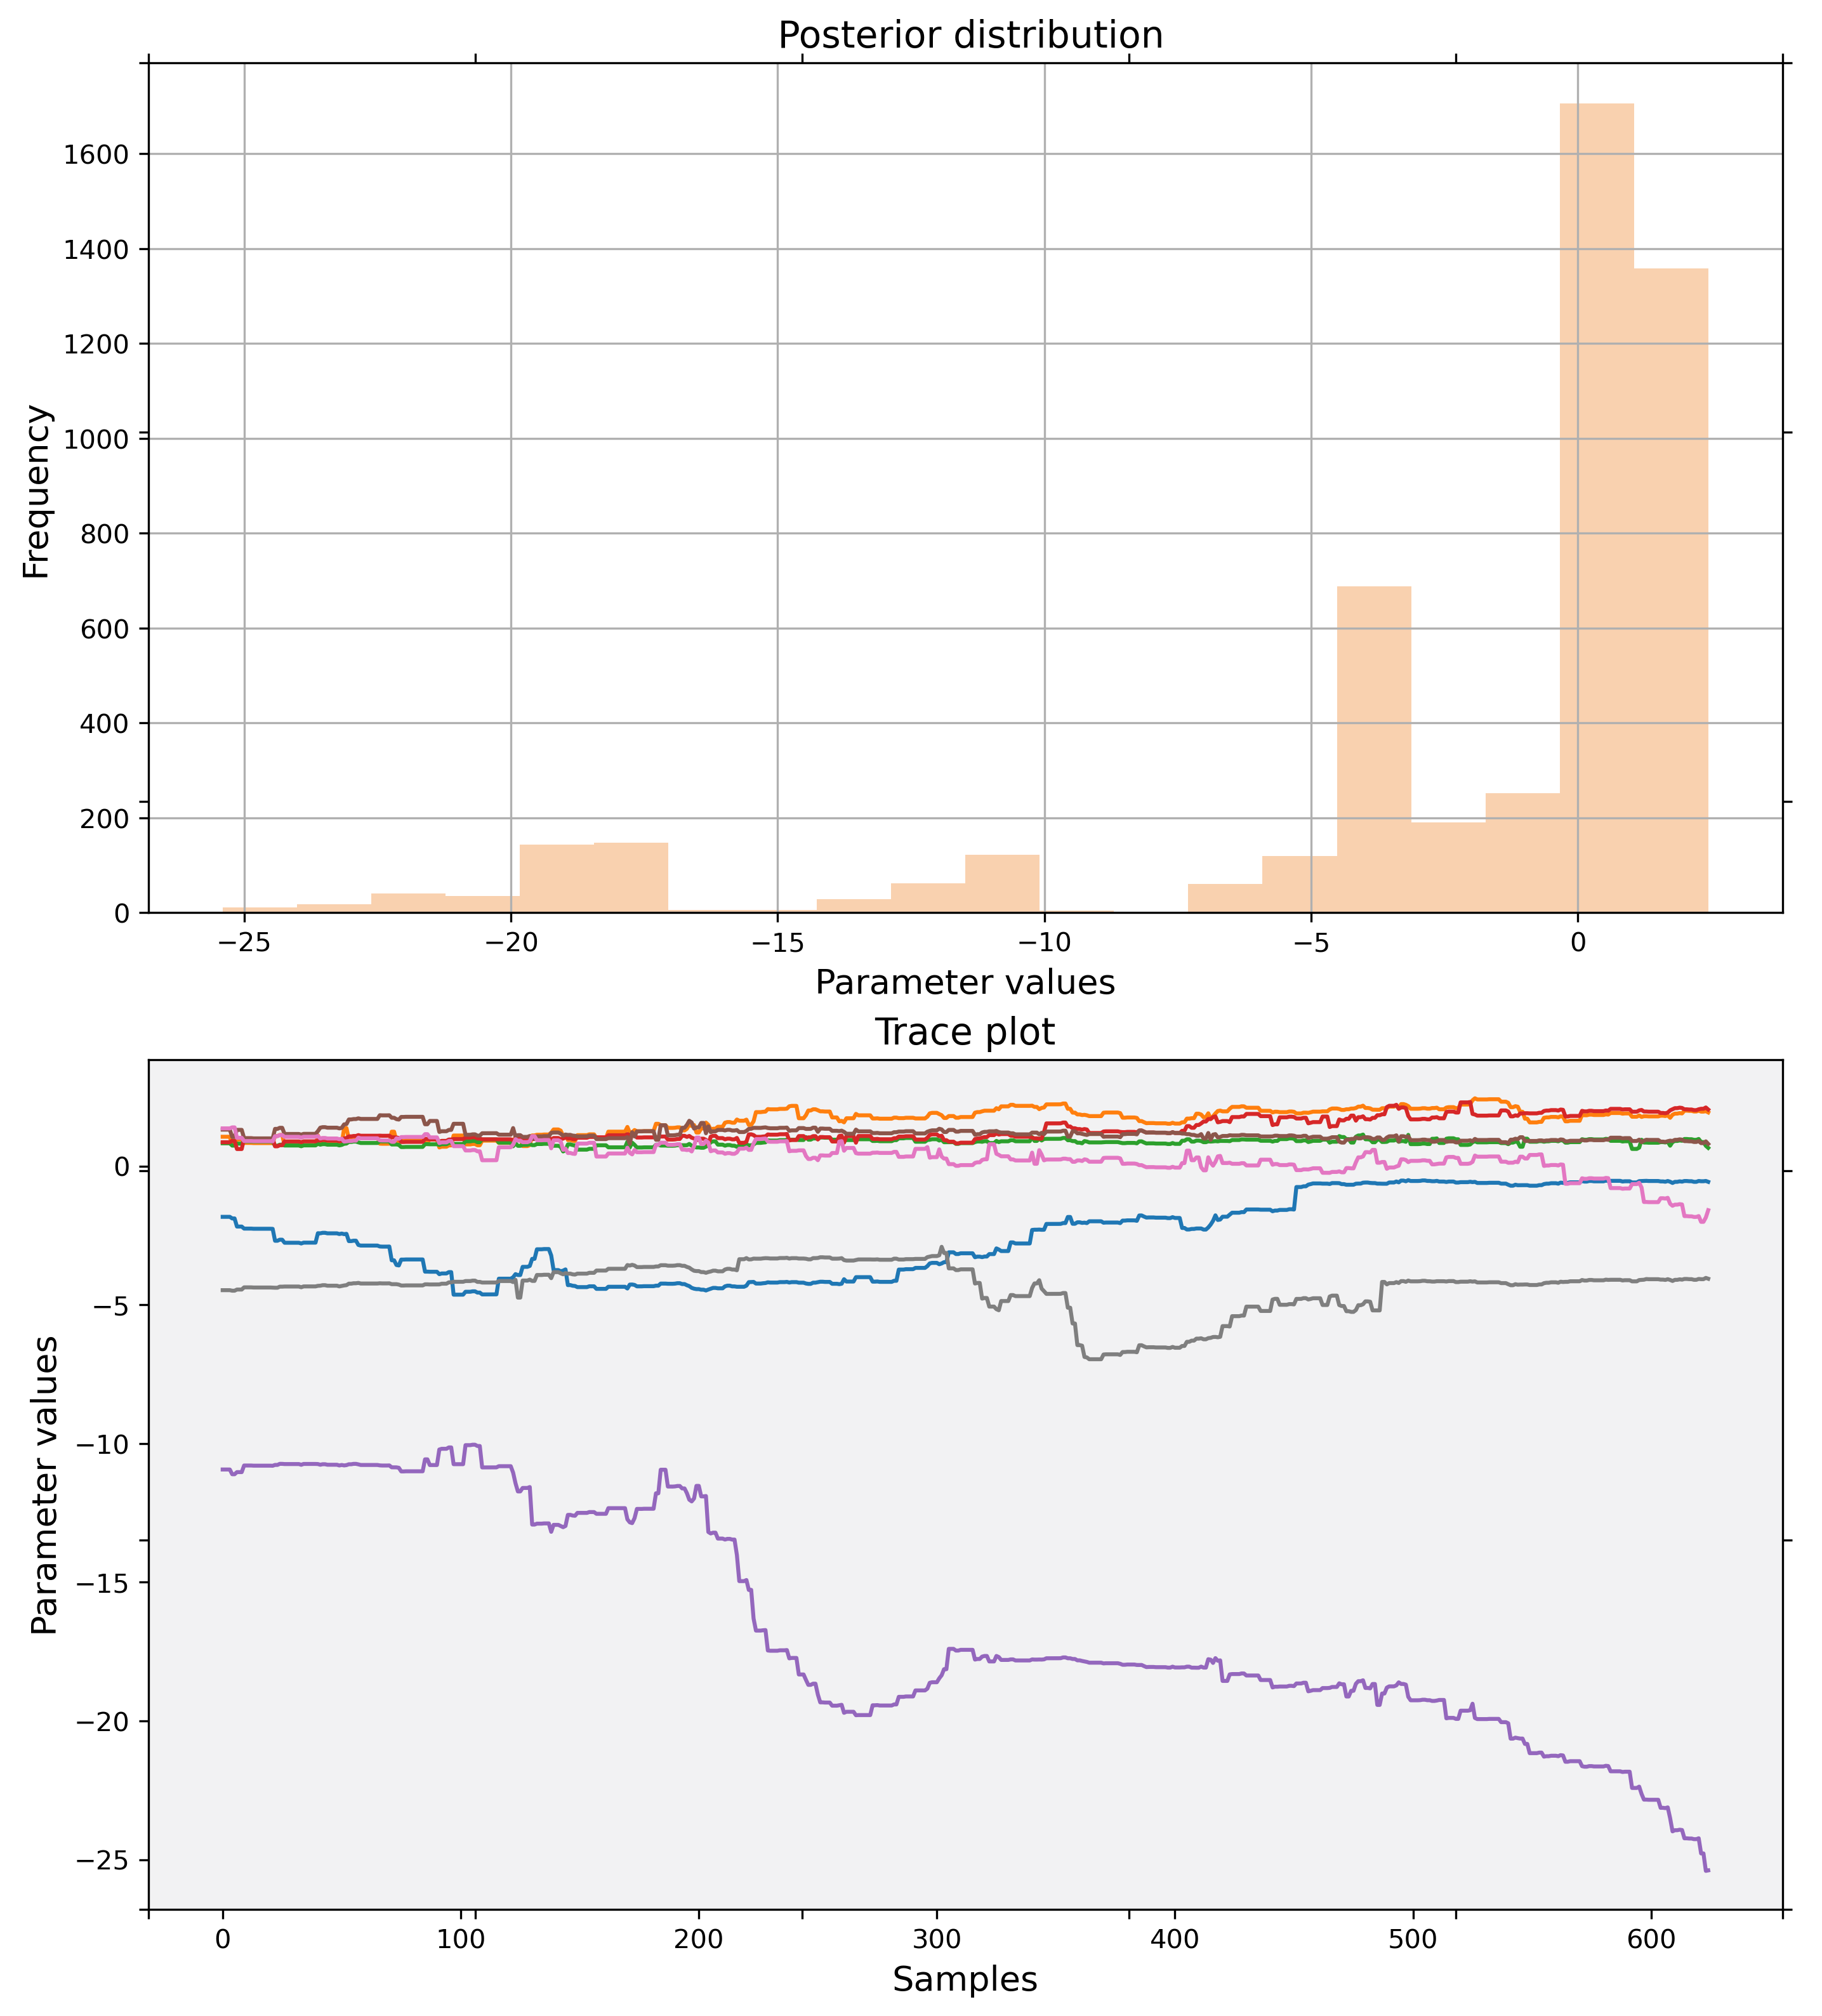 Posterior distribution
1600
1400
1200
1000
800
600
400
200
0
Frequency
−25 −20 −15 −10 −5 0
Parameter values
Trace plot
0
−5
−10
−15
−20
−25
Parameter values
0 100 200 300 400 500 600
Samples